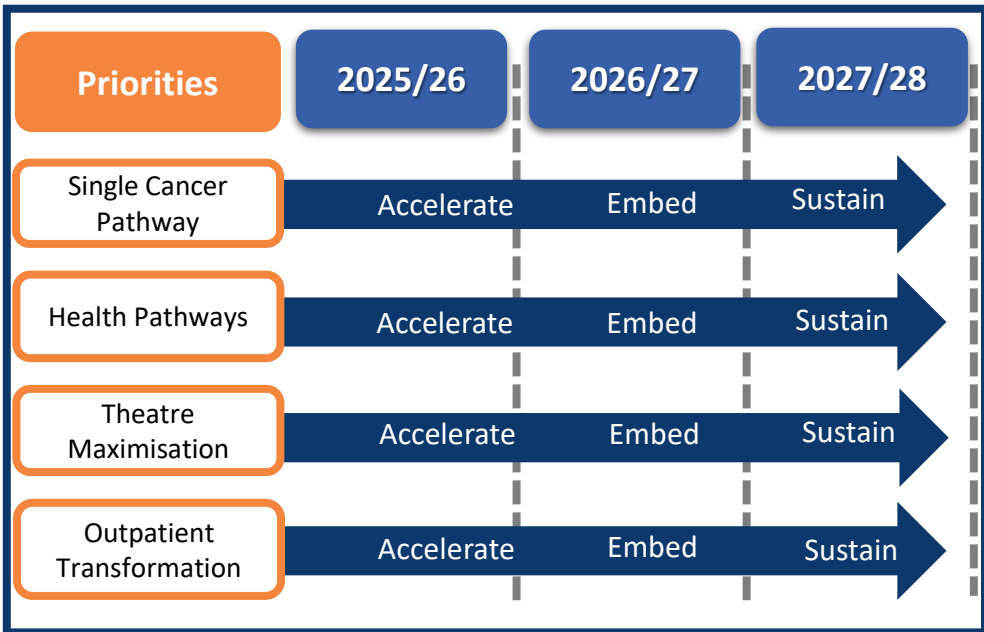 Priorities 2025/26 2026/27 2027/28
Single Cancer
Pathway
Accelerate Embed Sustain
Health Pathways
Accelerate Embed Sustain
Theatre
Maximisation
Accelerate Embed Sustain
Outpatient
Transformation
Accelerate Embed Sustain